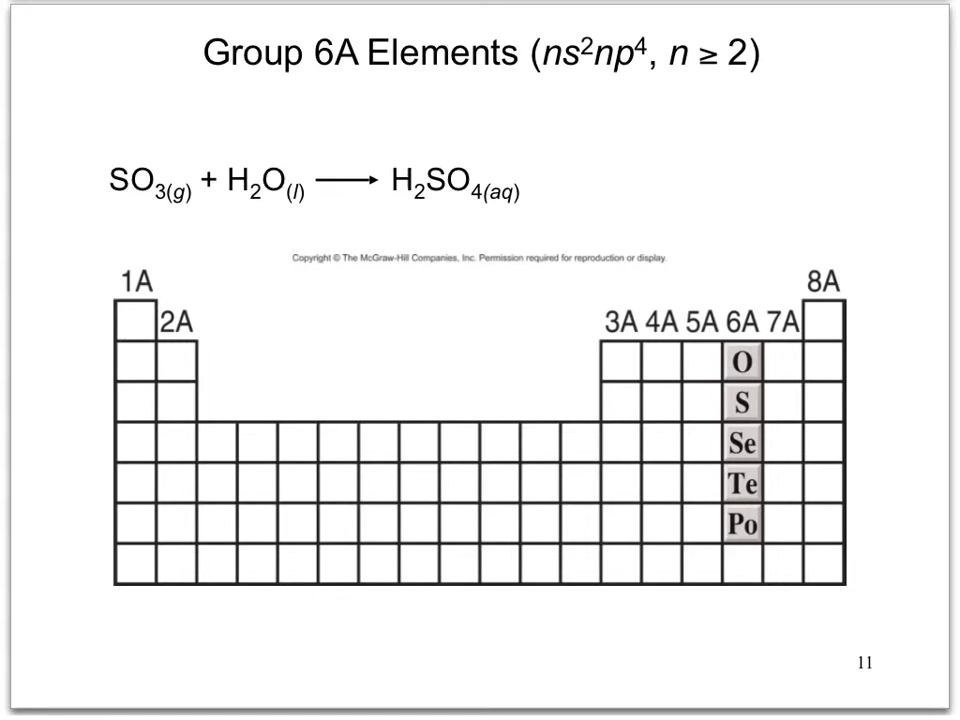 Group 6A Elements (ns²np⁴, n ≥ 2)
SO₃(g) + H₂O(l) ⟶ H₂SO₄(aq)
Copyright © The McGraw-Hill Companies, Inc. Permission required for reproduction or display.
1A 8A
2A 3A 4A 5A 6A 7A
O
S
Se
Te
Po
11